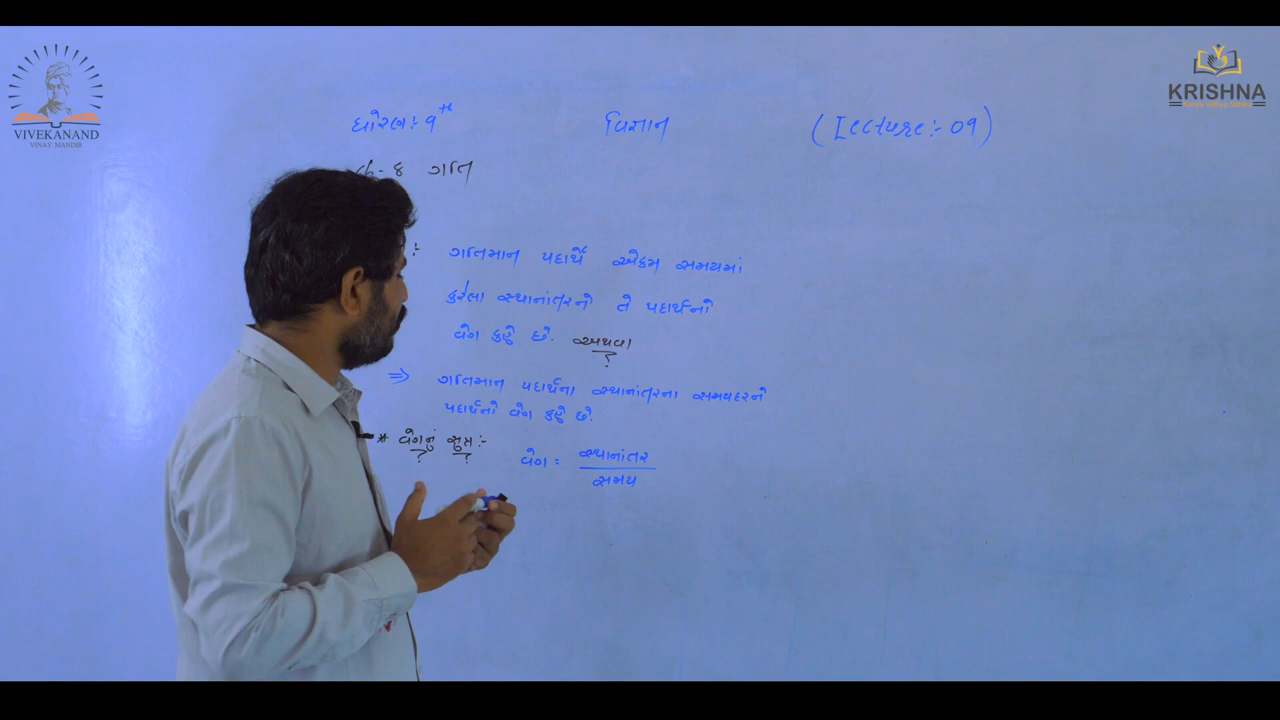 VIVEKANAND
VINAY MANDIR
KRISHNA
ધોરણ:- 9th વિજ્ઞાન (Lecture:- 09)
- 8 ગતિ
: ગતિમાન પદાર્થે એકમ સમયમાં
કરેલા સ્થાનાંતરને તે પદાર્થનો
વેગ કહે છે. અથવા
?
⇒ ગતિમાન પદાર્થના સ્થાનાંતરના સમયદરને
પદાર્થનો વેગ કહે છે.
* વેગનું સૂત્ર :-
? ?
વેગ = સ્થાનાંતર
સમય